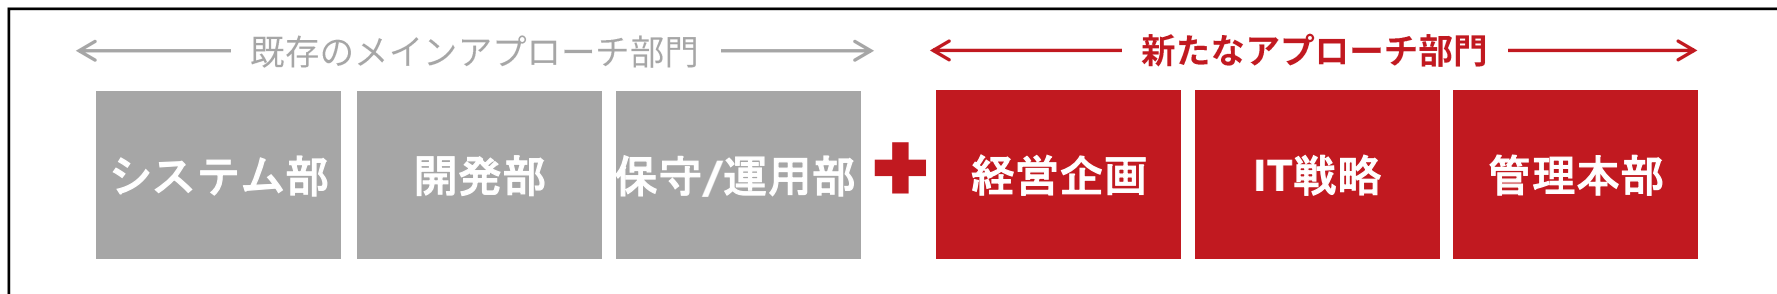 既存のメインアプローチ部門
新たなアプローチ部門
システム部
開発部
保守/運用部
経営企画
IT戦略
管理本部